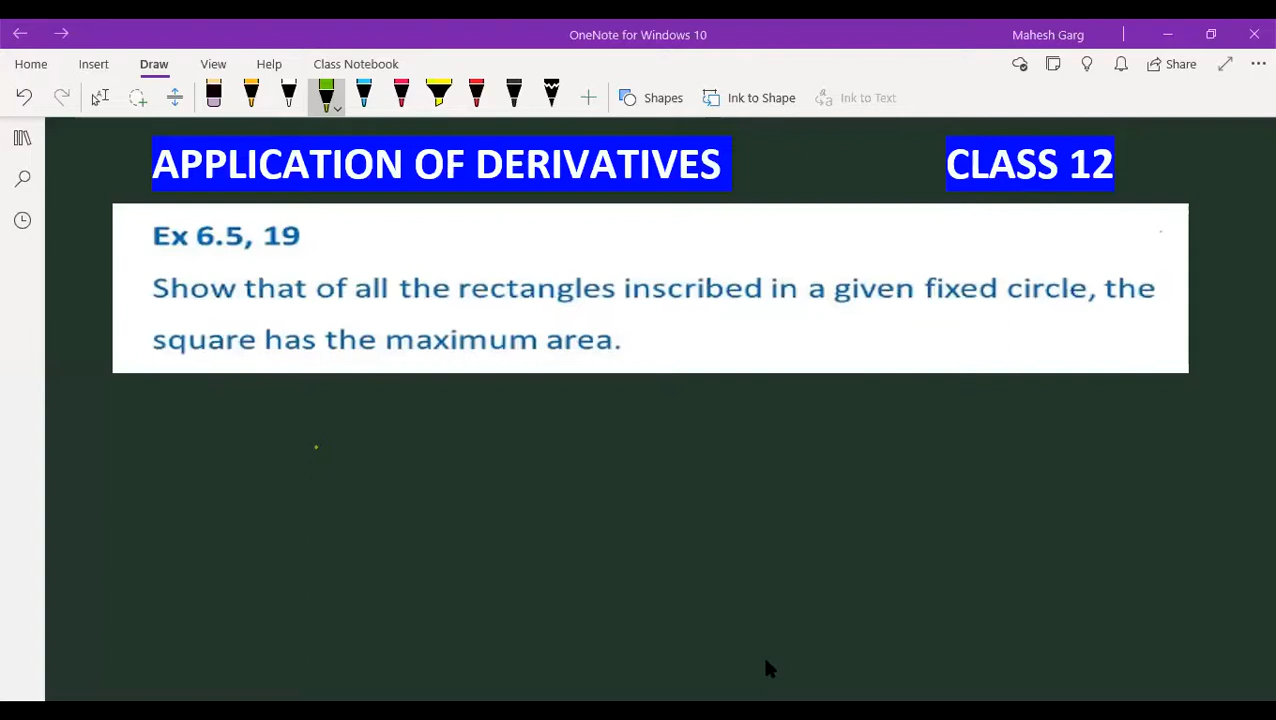 OneNote for Windows 10
Mahesh Garg
Home Insert Draw View Help Class Notebook
Share
Shapes Ink to Shape Ink to Text
APPLICATION OF DERIVATIVES CLASS 12
Ex 6.5, 19
Show that of all the rectangles inscribed in a given fixed circle, the
square has the maximum area.